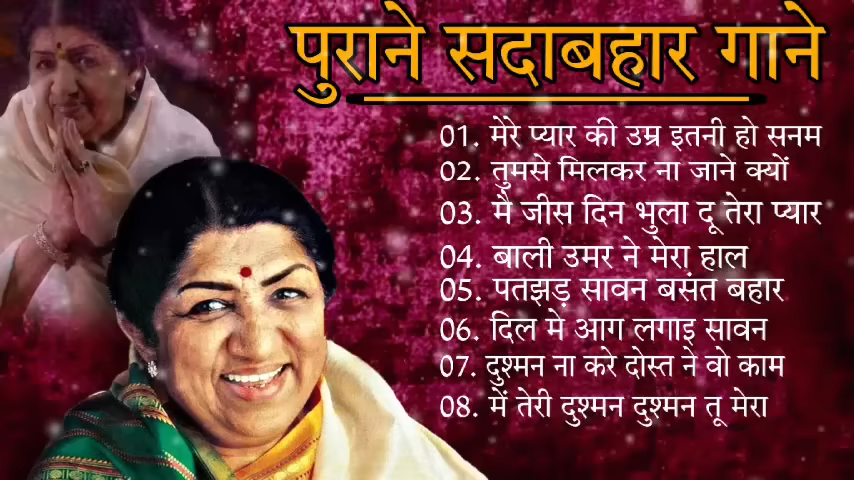 पुराने सदाबहार गाने
01. मेरे प्यार की उम्र इतनी हो सनम
02. तुमसे मिलकर ना जाने क्यों
03. मै जीस दिन भुला दू तेरा प्यार
04. बाली उमर ने मेरा हाल
05. पतझड़ सावन बसंत बहार
06. दिल मे आग लगाइ सावन
07. दुश्मन ना करे दोस्त ने वो काम
08. में तेरी दुश्मन दुश्मन तू मेरा